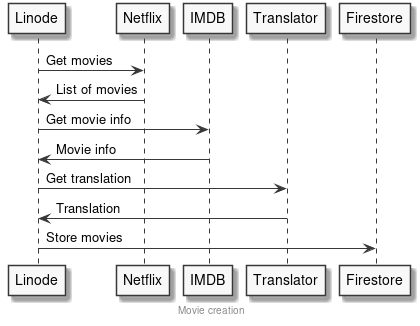 Linode Netflix IMDB Translator Firestore
Get movies
List of movies
Get movie info
Movie info
Get translation
Translation
Store movies
Linode Netflix IMDB Translator Firestore
Movie creation